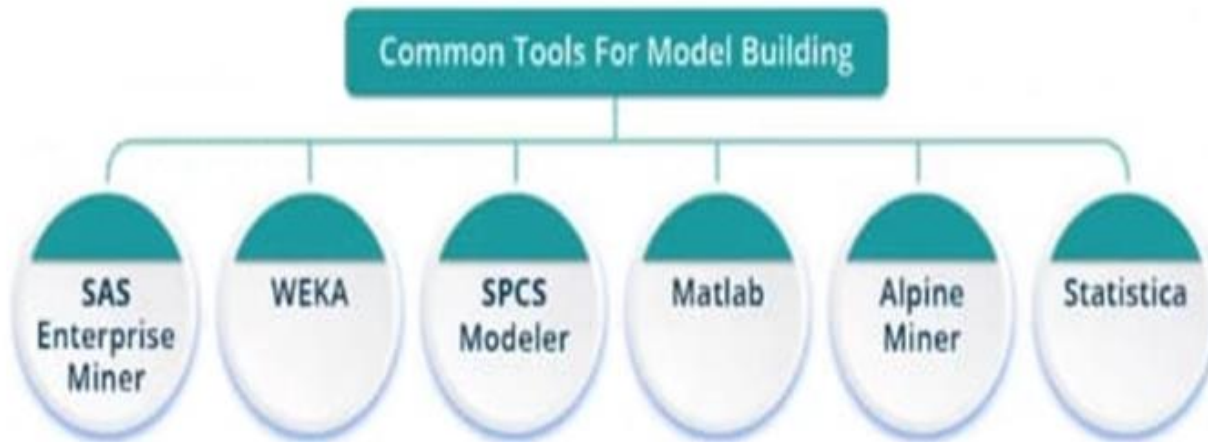 Common Tools For Model Building
SAS
Enterprise
Miner
WEKA
SPCS
Modeler
Matlab
Alpine
Miner
Statistica